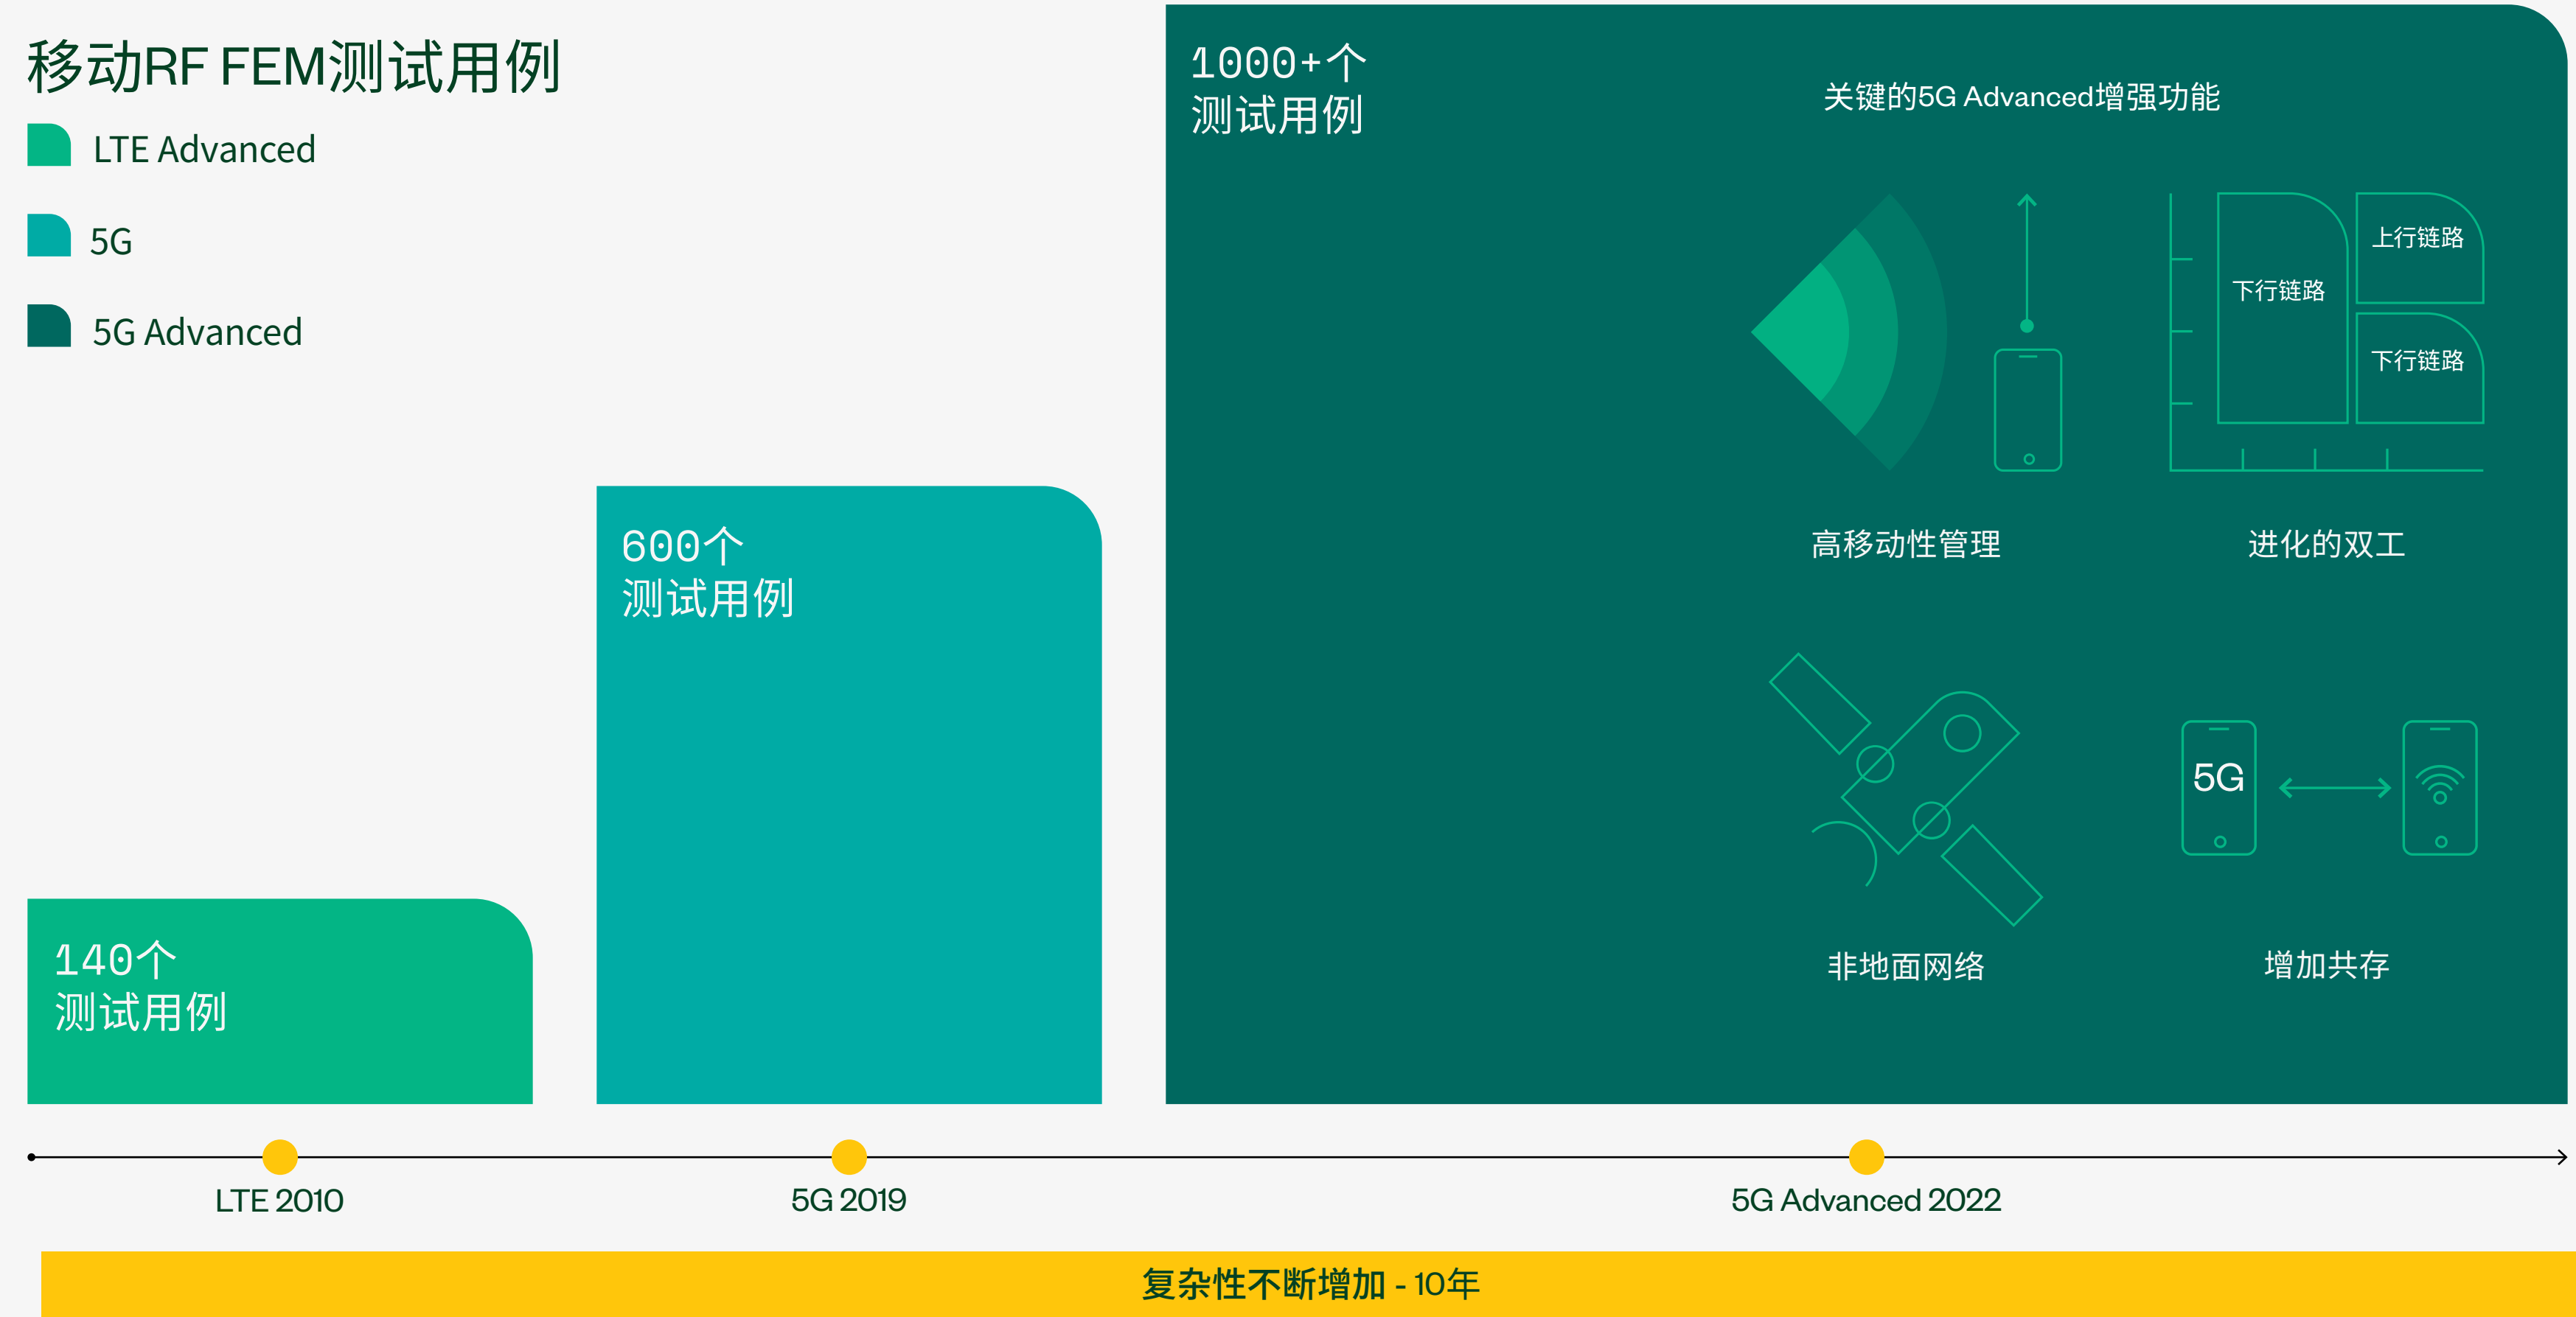 移动RF FEM测试用例
LTE Advanced
5G
5G Advanced
140个
测试用例
600个
测试用例
1000+个
测试用例
关键的5G Advanced增强功能
下行链路
上行链路
下行链路
高移动性管理
进化的双工
5G
非地面网络
增加共存
LTE 2010
5G 2019
5G Advanced 2022
复杂性不断增加 - 10年